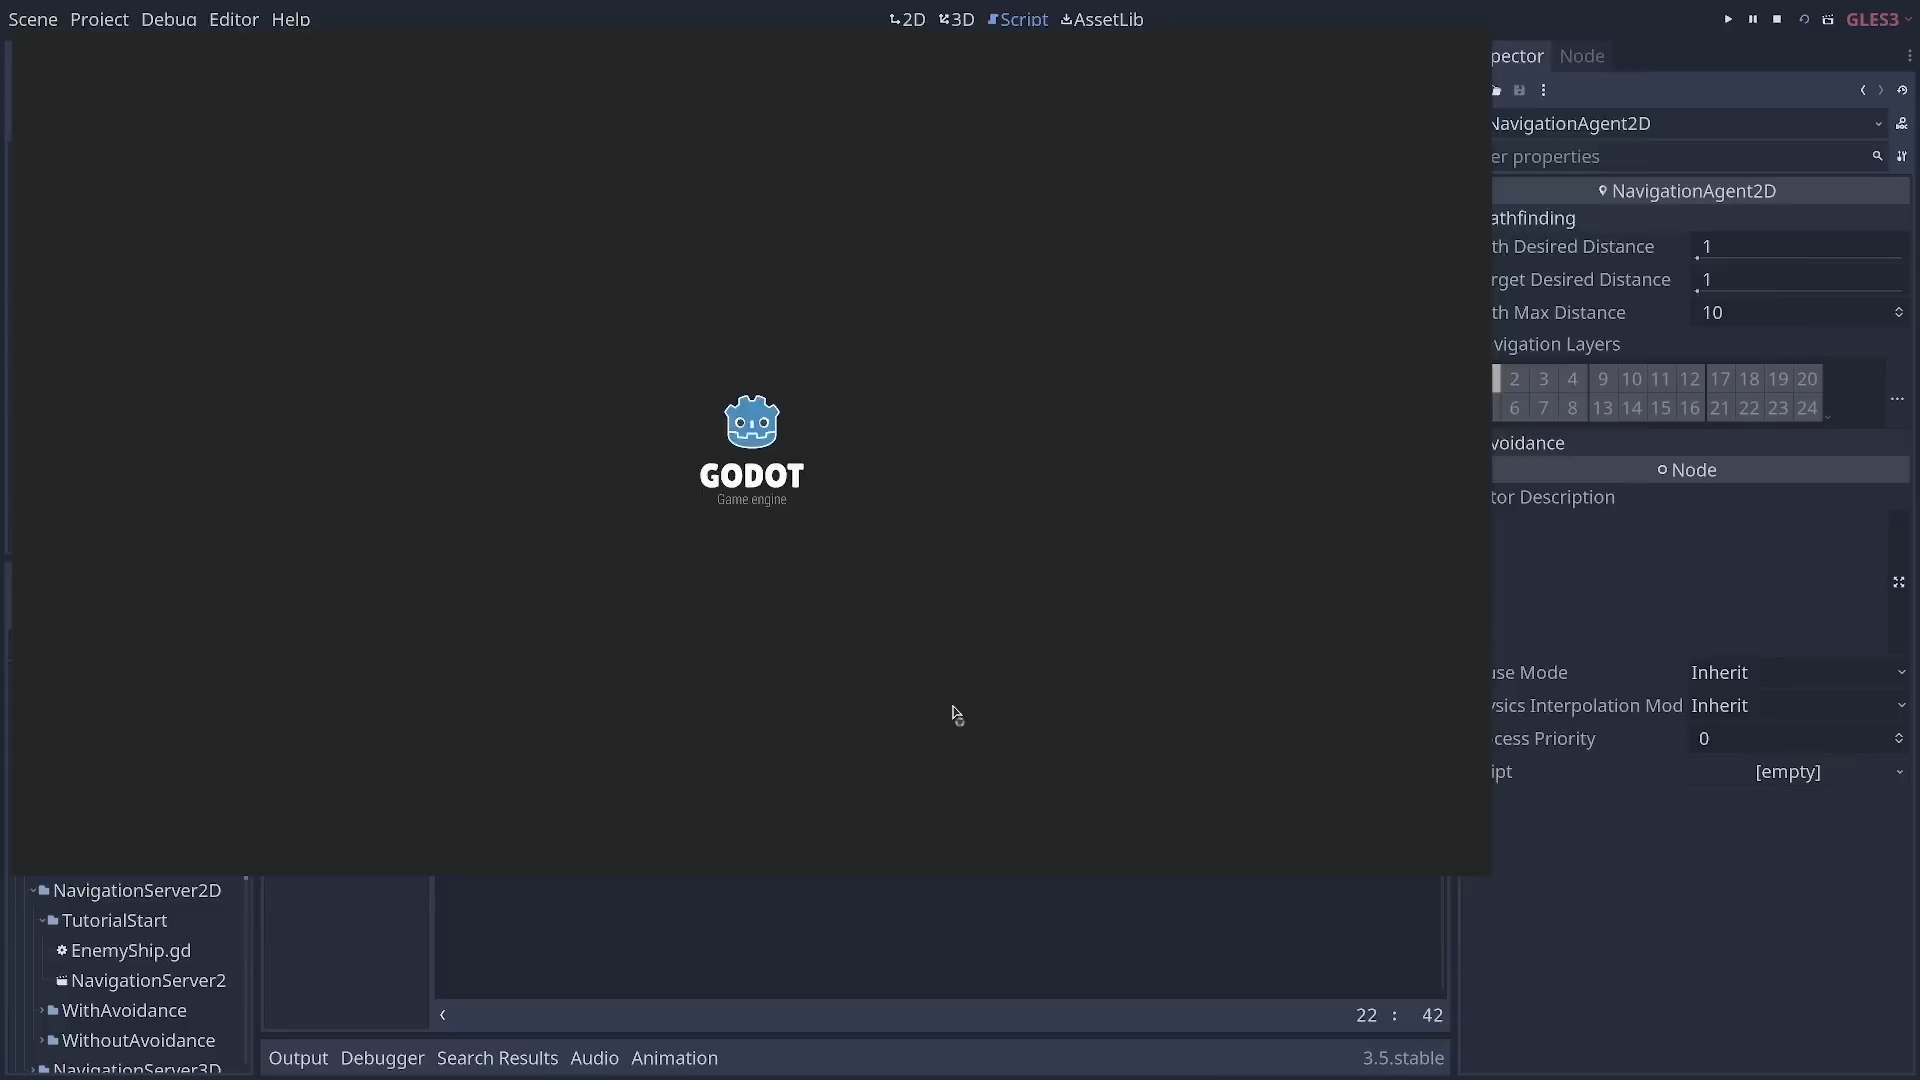 Scene Project Debug Editor Help
2D 3D Script AssetLib
GLES3
pector Node
NavigationAgent2D
er properties
NavigationAgent2D
athfinding
th Desired Distance 1
rget Desired Distance 1
th Max Distance 10
vigation Layers
2 3 4 9 10 11 12 17 18 19 20
6 7 8 13 14 15 16 21 22 23 24
voidance
Node
tor Description
GODOT
Game engine
use Mode Inherit
ysics Interpolation Mod Inherit
cess Priority 0
ipt [empty]
NavigationServer2D
TutorialStart
EnemyShip.gd
NavigationServer2
WithAvoidance
WithoutAvoidance
NavigationServer3D
22 : 42
Output Debugger Search Results Audio Animation
3.5.stable